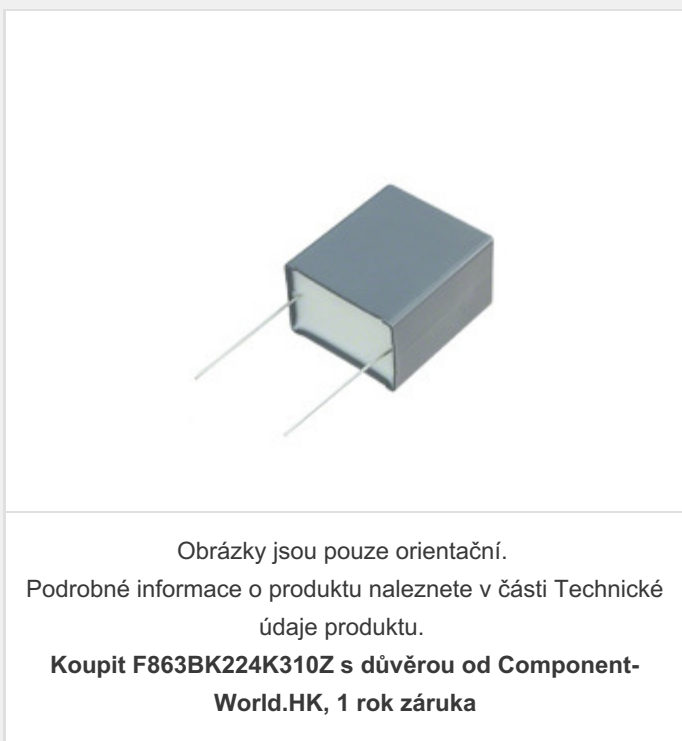 Obrázky jsou pouze orientační.
Podrobné informace o produktu naleznete v části Technické
údaje produktu.
Koupit F863BK224K310Z s důvěrou od Component-
World.HK, 1 rok záruka